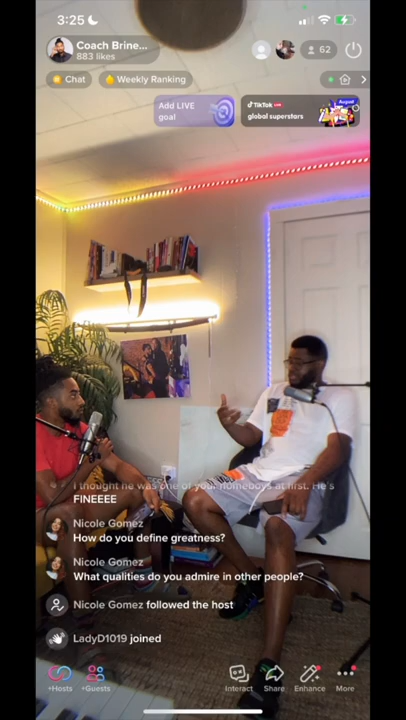 3:25
Coach Brine...
883 likes
62
Chat
Weekly Ranking
Add LIVE
goal
TikTok LIVE
global superstars
August
I thought he was one of your homeboys at first. He's
FINEEEE
Nicole Gomez
How do you define greatness?
Nicole Gomez
What qualities do you admire in other people?
Nicole Gomez followed the host
LadyD1019 joined
+Hosts
+Guests
Interact
Share
Enhance
More